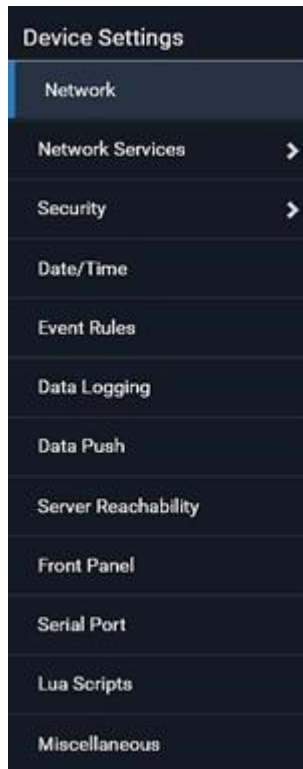 Device Settings
Network
Network Services
Security
Date/Time
Event Rules
Data Logging
Data Push
Server Reachability
Front Panel
Serial Port
Lua Scripts
Miscellaneous